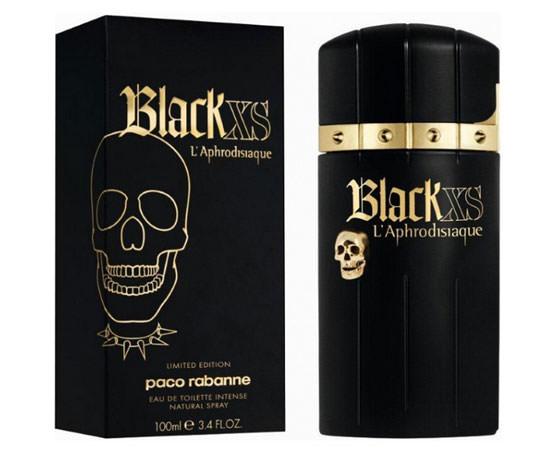 BlackXS
L'Aphrodisiaque
LIMITED EDITION
paco rabanne
EAU DE TOILETTE INTENSE
NATURAL SPRAY
100ml ℮ 3.4 FL.OZ.
BlackXS
L'Aphrodisiaque